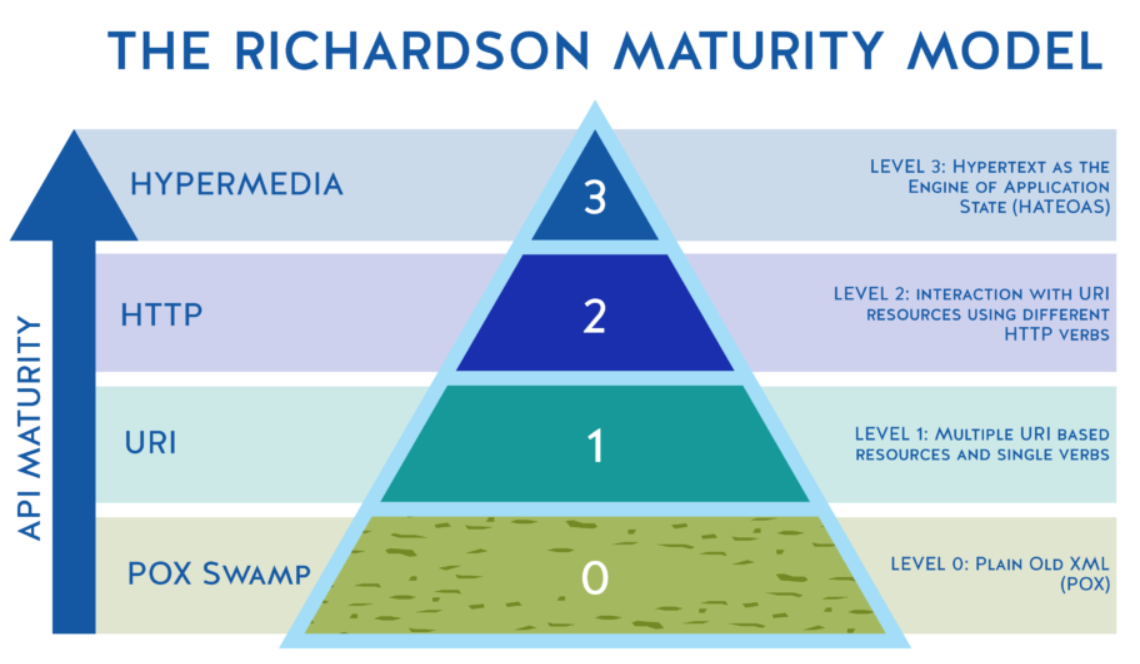 THE RICHARDSON MATURITY MODEL
HYPERMEDIA
3
LEVEL 3: HYPERTEXT AS THE
ENGINE OF APPLICATION
STATE (HATEOAS)
HTTP
2
LEVEL 2: INTERACTION WITH URI
RESOURCES USING DIFFERENT
HTTP VERBS
URI
1
LEVEL 1: MULTIPLE URI BASED
RESOURCES AND SINGLE VERBS
POX SWAMP
0
LEVEL 0: PLAIN OLD XML
(POX)
API MATURITY